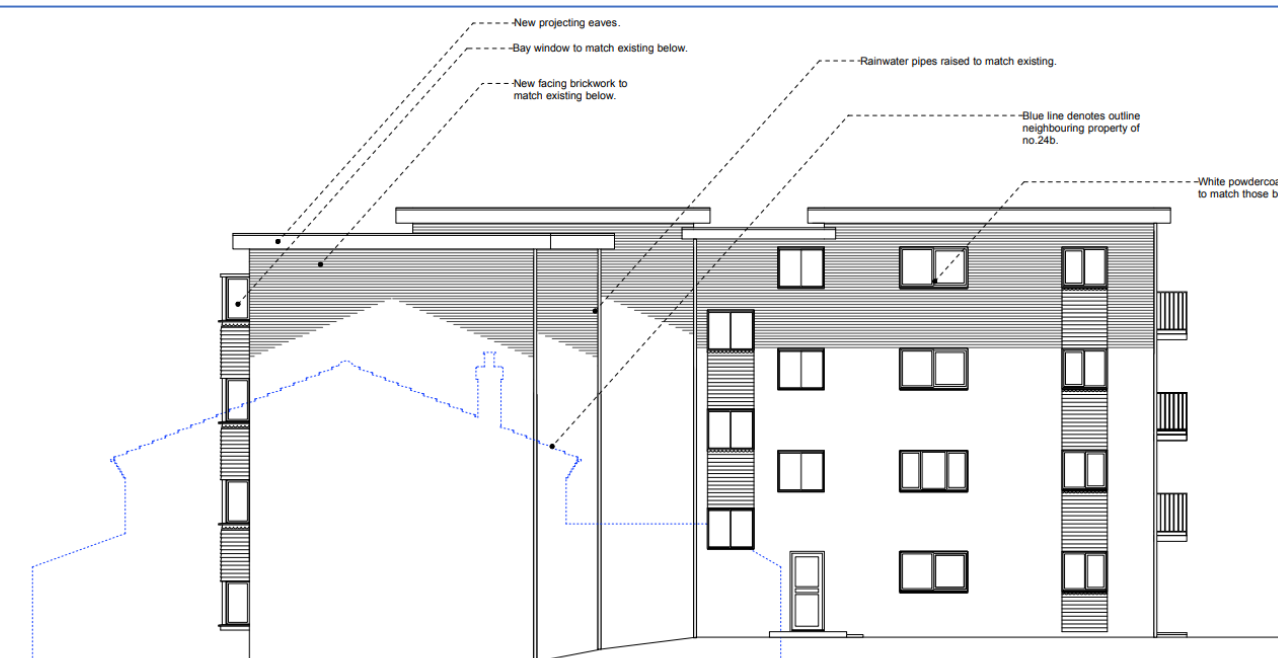 New projecting eaves.
Bay window to match existing below.
New facing brickwork to
match existing below.
Rainwater pipes raised to match existing.
Blue line denotes outline
neighbouring property of
no.24b.
White
to match those